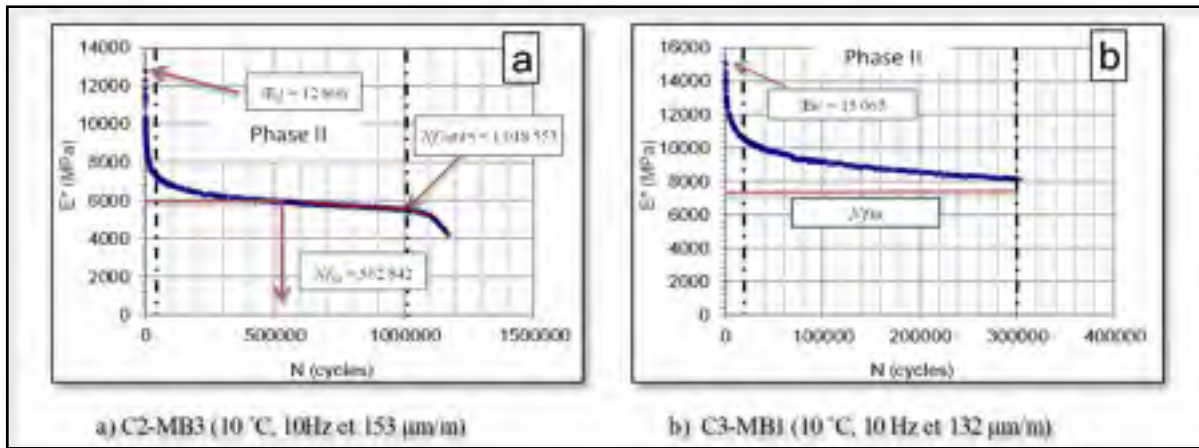 a
14000
12000
10000
8000
6000
4000
2000
0
E* (MPa)
Phase II
0
500000
1000000
1500000
N (cycles)
b
16000
14000
12000
10000
8000
6000
4000
2000
0
E* (MPa)
Phase II
0
100000
200000
300000
400000
N (cycles)
a) C2-MB3 (10 °C, 10Hz et 153 µm/m)
b) C3-MB1 (10 °C, 10 Hz et 132 µm/m)